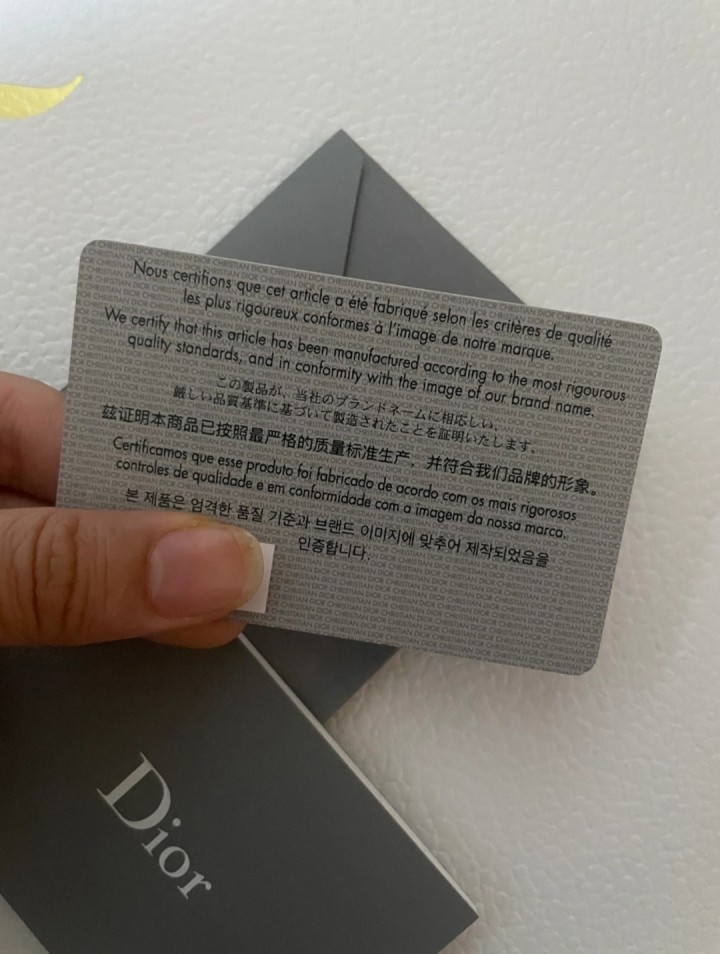 Nous certifions que cet article a été fabriqué selon les critères de qualité
les plus rigoureux conformes à l'image de notre marque.
We certify that this article has been manufactured according to the most rigourous
quality standards, and in conformity with the image of our brand name.
この製品が、当社のブランドネームに相応しい、
厳しい品質基準に基づいて製造されたことを証明いたします。
兹证明本商品已按照最严格的质量标准生产，并符合我们品牌的形象。
Certificamos que esse produto foi fabricado de acordo com os mais rigorosos
controles de qualidade e em conformidade com a imagem da nossa marca.
본 제품은 엄격한 품질 기준과 브랜드 이미지에 맞추어 제작되었음을
인증합니다.
Dior